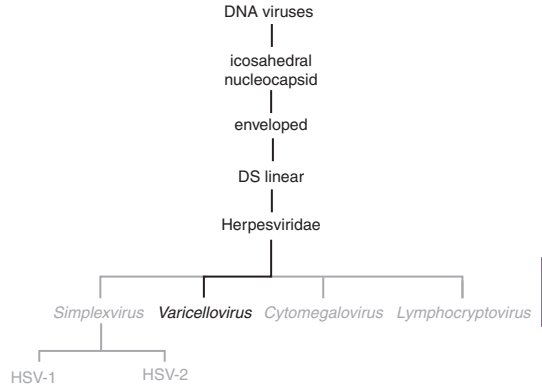 DNA viruses
icosahedral
nucleocapsid
enveloped
DS linear
Herpesviridae
Simplexvirus Varicellovirus Cytomegalovirus Lymphocryptovirus
HSV-1 HSV-2